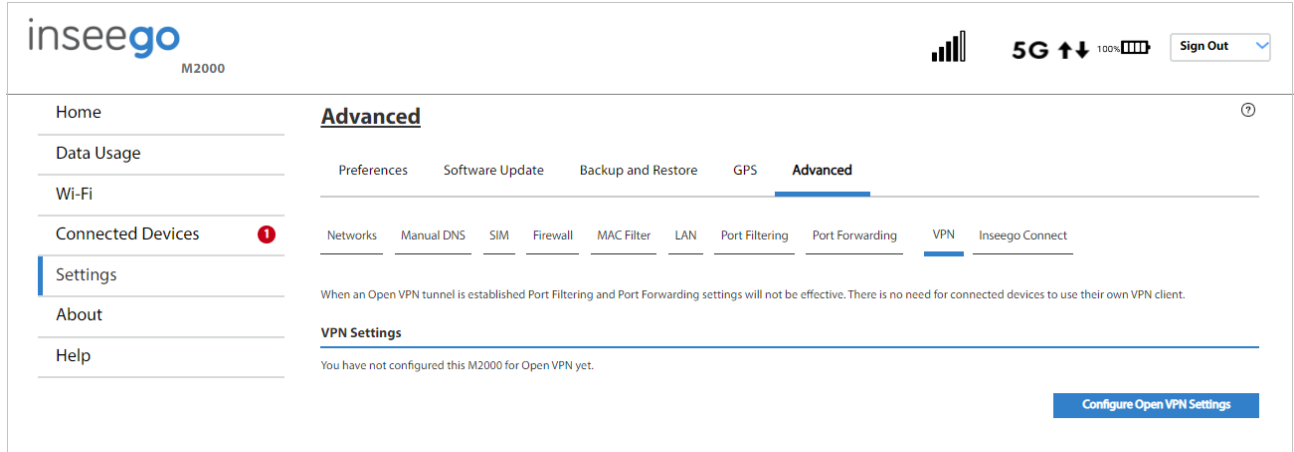 inseego
M2000
5G 100% Sign Out
Home
Data Usage
Wi-Fi
Connected Devices 1
Settings
About
Help
Advanced ?
Preferences Software Update Backup and Restore GPS Advanced
Networks Manual DNS SIM Firewall MAC Filter LAN Port Filtering Port Forwarding VPN Inseego Connect
When an Open VPN tunnel is established Port Filtering and Port Forwarding settings will not be effective. There is no need for connected devices to use their own VPN client.
VPN Settings
You have not configured this M2000 for Open VPN yet.
Configure Open VPN Settings